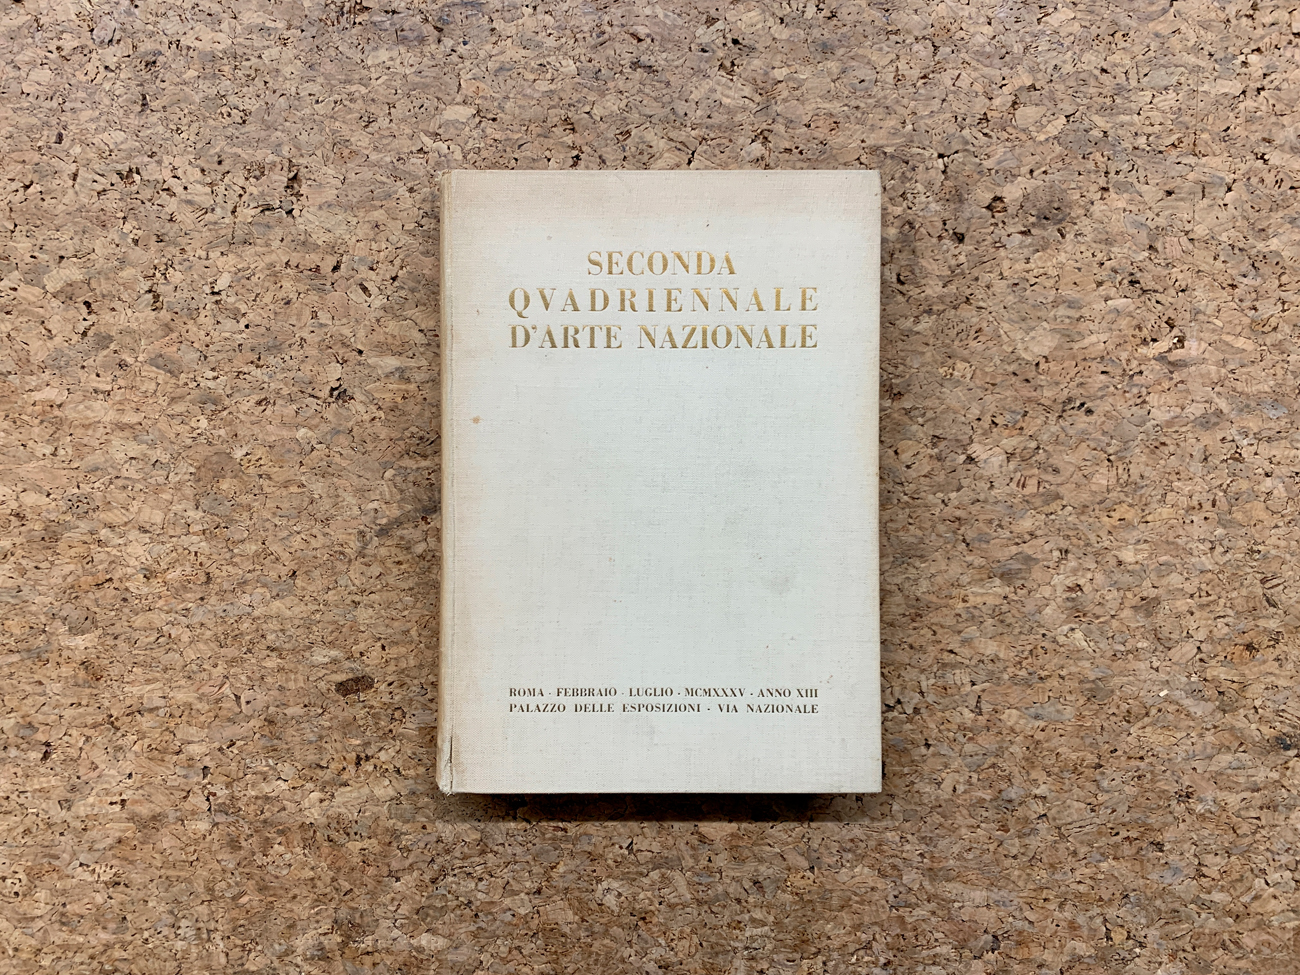 SECONDA
QVADRIENNALE
D'ARTE NAZIONALE
ROMA · FEBBRAIO · LUGLIO · MCMXXXV · ANNO XIII
PALAZZO DELLE ESPOSIZIONI · VIA NAZIONALE